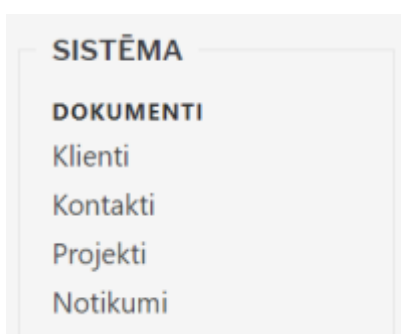 SISTĒMA
DOKUMENTI
Klienti
Kontakti
Projekti
Notikumi